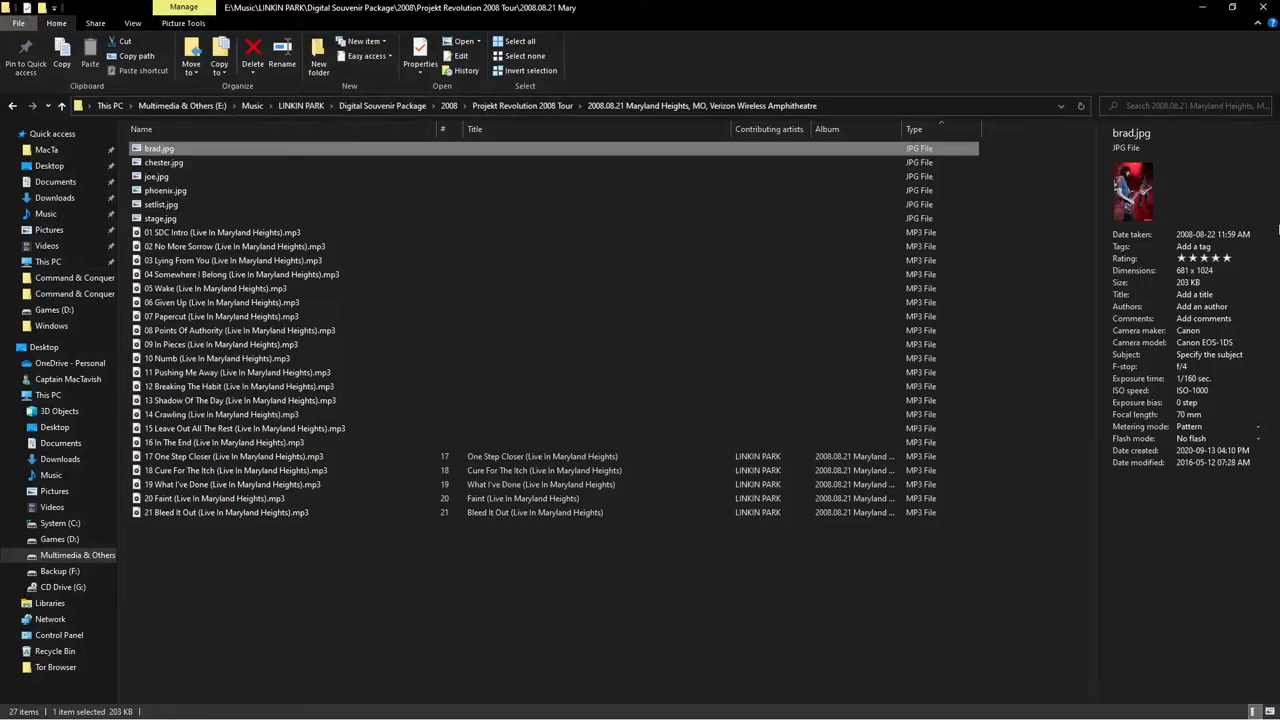 Manage E:\Music\LINKIN PARK\Digital Souvenir Package\2008\Projekt Revolution 2008 Tour\2008.08.21 Mary
File Home Share View Picture Tools
Pin to Quick access
Copy
Paste
Cut
Copy path
Paste shortcut
Move to
Copy to
Delete
Rename
New folder
New item
Easy access
Properties
Open
Edit
History
Select all
Select none
Invert selection
Clipboard Organize New Open Select
This PC Multimedia & Others (E:) Music LINKIN PARK Digital Souvenir Package 2008 Projekt Revolution 2008 Tour 2008.08.21 Maryland Heights, MO, Verizon Wireless Amphitheatre Search 2008.08.21 Maryland Heights, M...
Quick access
MacTa
Desktop
Documents
Downloads
Music
Pictures
Videos
This PC
Command & Conquer
Command & Conquer
Games (D:)
Windows
Desktop
OneDrive - Personal
Captain MacTavish
This PC
3D Objects
Desktop
Documents
Downloads
Music
Pictures
Videos
System (C:)
Games (D:)
Multimedia & Others
Backup (F:)
CD Drive (G:)
Libraries
Network
Control Panel
Recycle Bin
Tor Browser
Name # Title Contributing artists Album Type
brad.jpg JPG File
chester.jpg JPG File
joe.jpg JPG File
phoenix.jpg JPG File
setlist.jpg JPG File
stage.jpg JPG File
01 SDC Intro (Live In Maryland Heights).mp3 MP3 File
02 No More Sorrow (Live In Maryland Heights).mp3 MP3 File
03 Lying From You (Live In Maryland Heights).mp3 MP3 File
04 Somewhere I Belong (Live In Maryland Heights).mp3 MP3 File
05 Wake (Live In Maryland Heights).mp3 MP3 File
06 Given Up (Live In Maryland Heights).mp3 MP3 File
07 Papercut (Live In Maryland Heights).mp3 MP3 File
08 Points Of Authority (Live In Maryland Heights).mp3 MP3 File
09 In Pieces (Live In Maryland Heights).mp3 MP3 File
10 Numb (Live In Maryland Heights).mp3 MP3 File
11 Pushing Me Away (Live In Maryland Heights).mp3 MP3 File
12 Breaking The Habit (Live In Maryland Heights).mp3 MP3 File
13 Shadow Of The Day (Live In Maryland Heights).mp3 MP3 File
14 Crawling (Live In Maryland Heights).mp3 MP3 File
15 Leave Out All The Rest (Live In Maryland Heights).mp3 MP3 File
16 In The End (Live In Maryland Heights).mp3 MP3 File
17 One Step Closer (Live In Maryland Heights).mp3 17 One Step Closer (Live In Maryland Heights) LINKIN PARK 2008.08.21 Maryland ... MP3 File
18 Cure For The Itch (Live In Maryland Heights).mp3 18 Cure For The Itch (Live In Maryland Heights) LINKIN PARK 2008.08.21 Maryland ... MP3 File
19 What I've Done (Live In Maryland Heights).mp3 19 What I've Done (Live In Maryland Heights) LINKIN PARK 2008.08.21 Maryland ... MP3 File
20 Faint (Live In Maryland Heights).mp3 20 Faint (Live In Maryland Heights) LINKIN PARK 2008.08.21 Maryland ... MP3 File
21 Bleed It Out (Live In Maryland Heights).mp3 21 Bleed It Out (Live In Maryland Heights) LINKIN PARK 2008.08.21 Maryland ... MP3 File
brad.jpg
JPG File
Date taken: 2008-08-22 11:59 AM
Tags: Add a tag
Rating:
Dimensions: 681 x 1024
Size: 203 KB
Title: Add a title
Authors: Add an author
Comments: Add comments
Camera maker: Canon
Camera model: Canon EOS-1DS
Subject: Specify the subject
F-stop: f/4
Exposure time: 1/160 sec.
ISO speed: ISO-1000
Exposure bias: 0 step
Focal length: 70 mm
Metering mode: Pattern
Flash mode: No flash
Date created: 2020-09-13 04:10 PM
Date modified: 2016-05-12 07:28 AM
27 items 1 item selected 203 KB